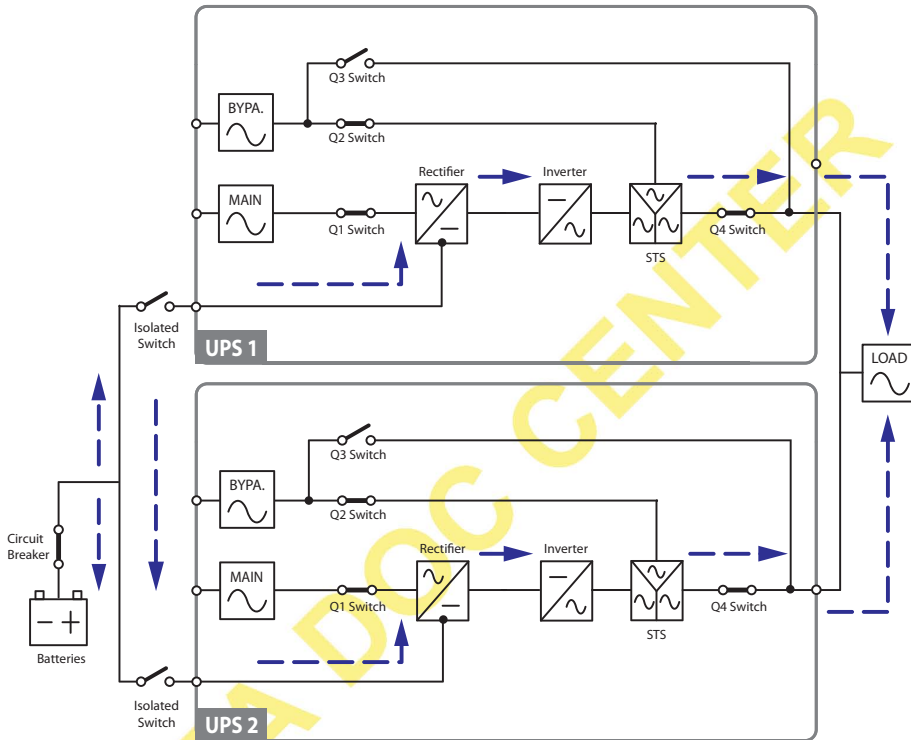 Q3 Switch
BYPA.
Q2 Switch
Rectifier
Inverter
MAIN
Q1 Switch
STS
Q4 Switch
Isolated
Switch
UPS 1
LOAD
Q3 Switch
BYPA.
Q2 Switch
Circuit
Breaker
Rectifier
Inverter
MAIN
Q1 Switch
STS
Q4 Switch
Batteries
Isolated
Switch
UPS 2
A DOC CENTER